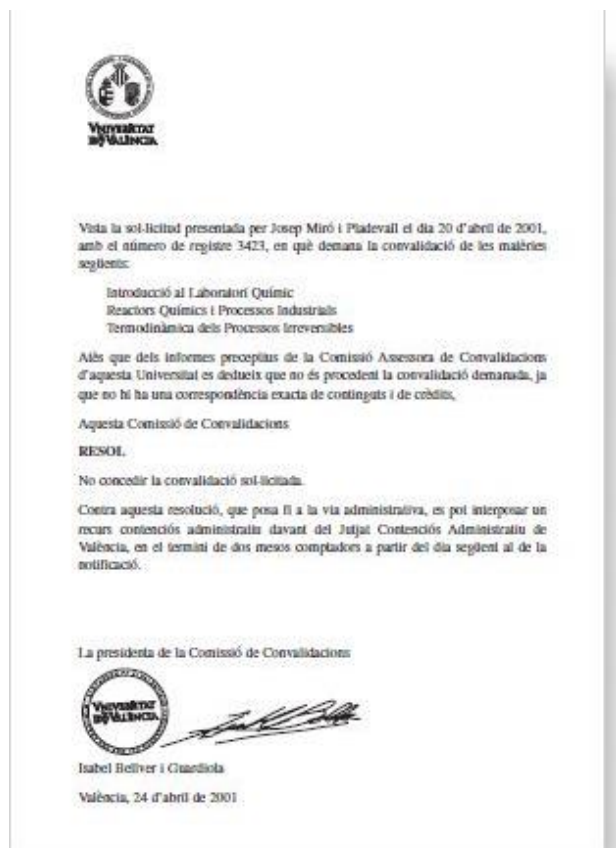 VNIVERSITAT
D VALÈNCIA
Vista la sol·licitud presentada per Josep Miró i Pladevall el dia 20 d'abril de 2001,
amb el número de registre 3423, en què demana la convalidació de les matèries
següents:
Introducció al Laboratori Químic
Reactors Químics i Processos Industrials
Termodinàmica dels Processos Irreversibles
Atès que dels informes preceptius de la Comissió Assessora de Convalidacions
d'aquesta Universitat es dedueix que no és procedent la convalidació demanada, ja
que no hi ha una correspondència exacta de continguts i de crèdits,
Aquesta Comissió de Convalidacions
RESOL
No concedir la convalidació sol·licitada.
Contra aquesta resolució, que posa fi a la via administrativa, es pot interposar un
recurs contenciós administratiu davant del Jutjat Contenciós Administratiu de
València, en el termini de dos mesos comptadors a partir del dia següent al de la
notificació.
La presidenta de la Comissió de Convalidacions
VNIVERSITAT
D VALÈNCIA
Isabel Bellver i Guardiola
València, 24 d'abril de 2001